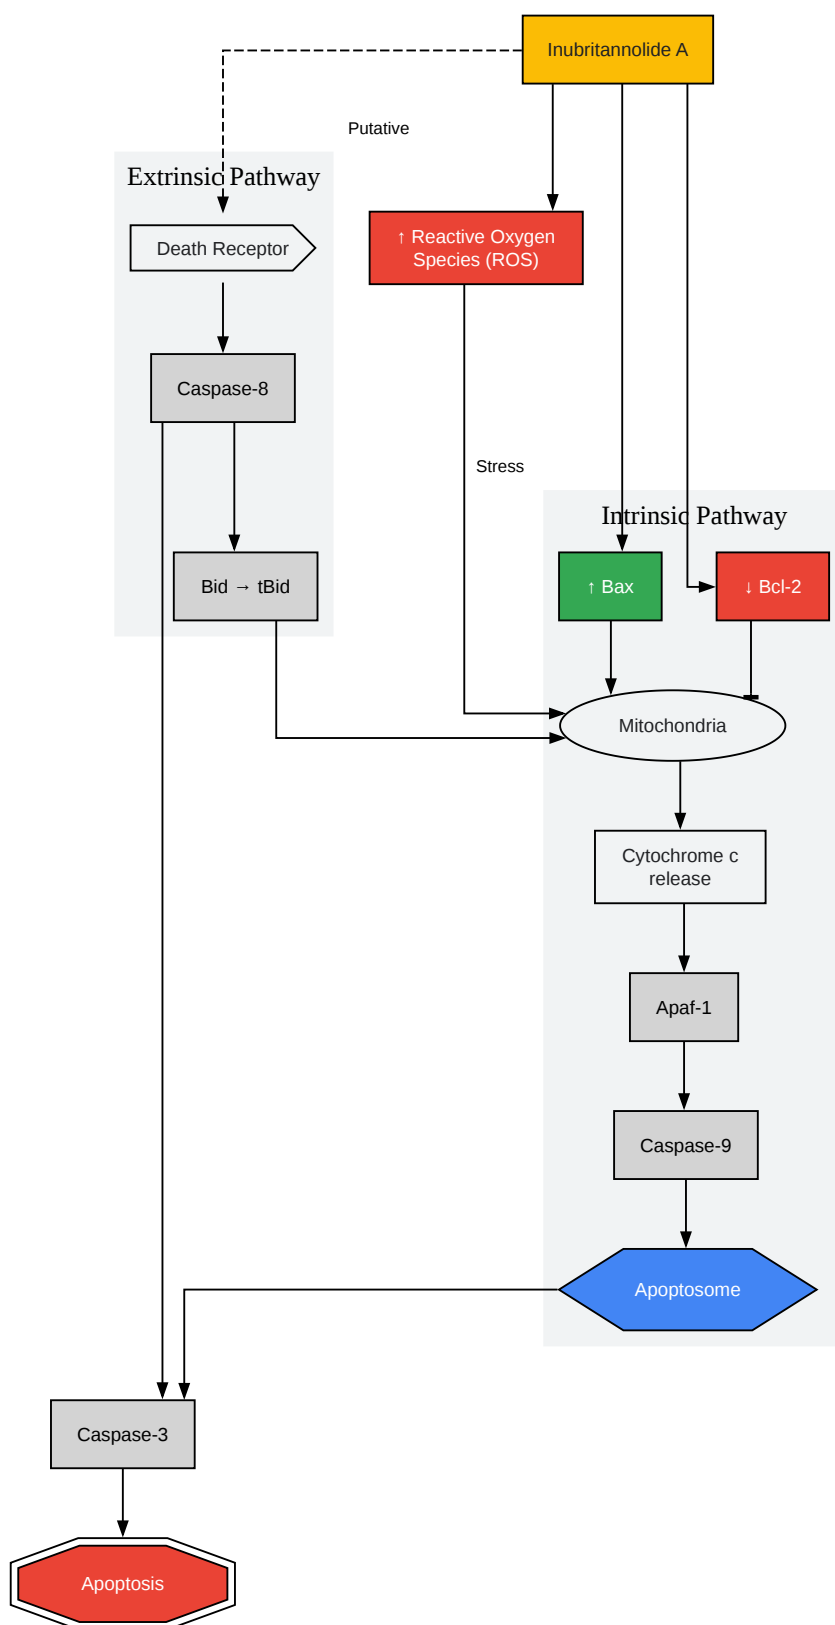 Inubritannolide A
Putative
Extrinsic Pathway
Death Receptor
↑ Reactive Oxygen
Species (ROS)
Caspase-8
Stress
Intrinsic Pathway
Bid → tBid
↑ Bax
↓ Bcl-2
Mitochondria
Cytochrome c
release
Apaf-1
Caspase-9
Apoptosome
Caspase-3
Apoptosis